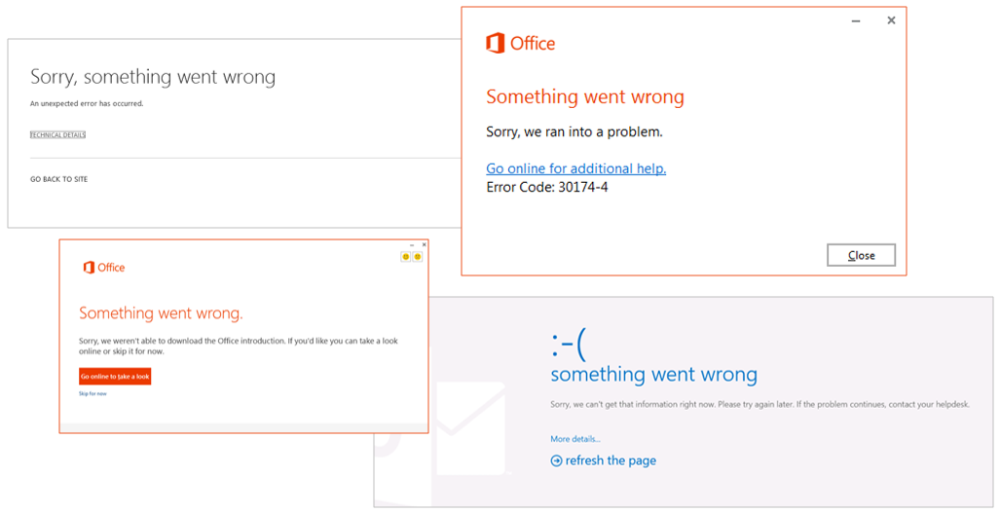 Sorry, something went wrong
An unexpected error has occurred.
TECHNICAL DETAILS
GO BACK TO SITE
Office
Something went wrong
Sorry, we ran into a problem.
Go online for additional help.
Error Code: 30174-4
Close
Office
Something went wrong.
Sorry, we weren't able to download the Office introduction. If you'd like you can take a look
online or skip it for now.
Go online to take a look
Skip for now
:-(
something went wrong
Sorry, we can't get that information right now. Please try again later. If the problem continues, contact your helpdesk.
More details...
refresh the page